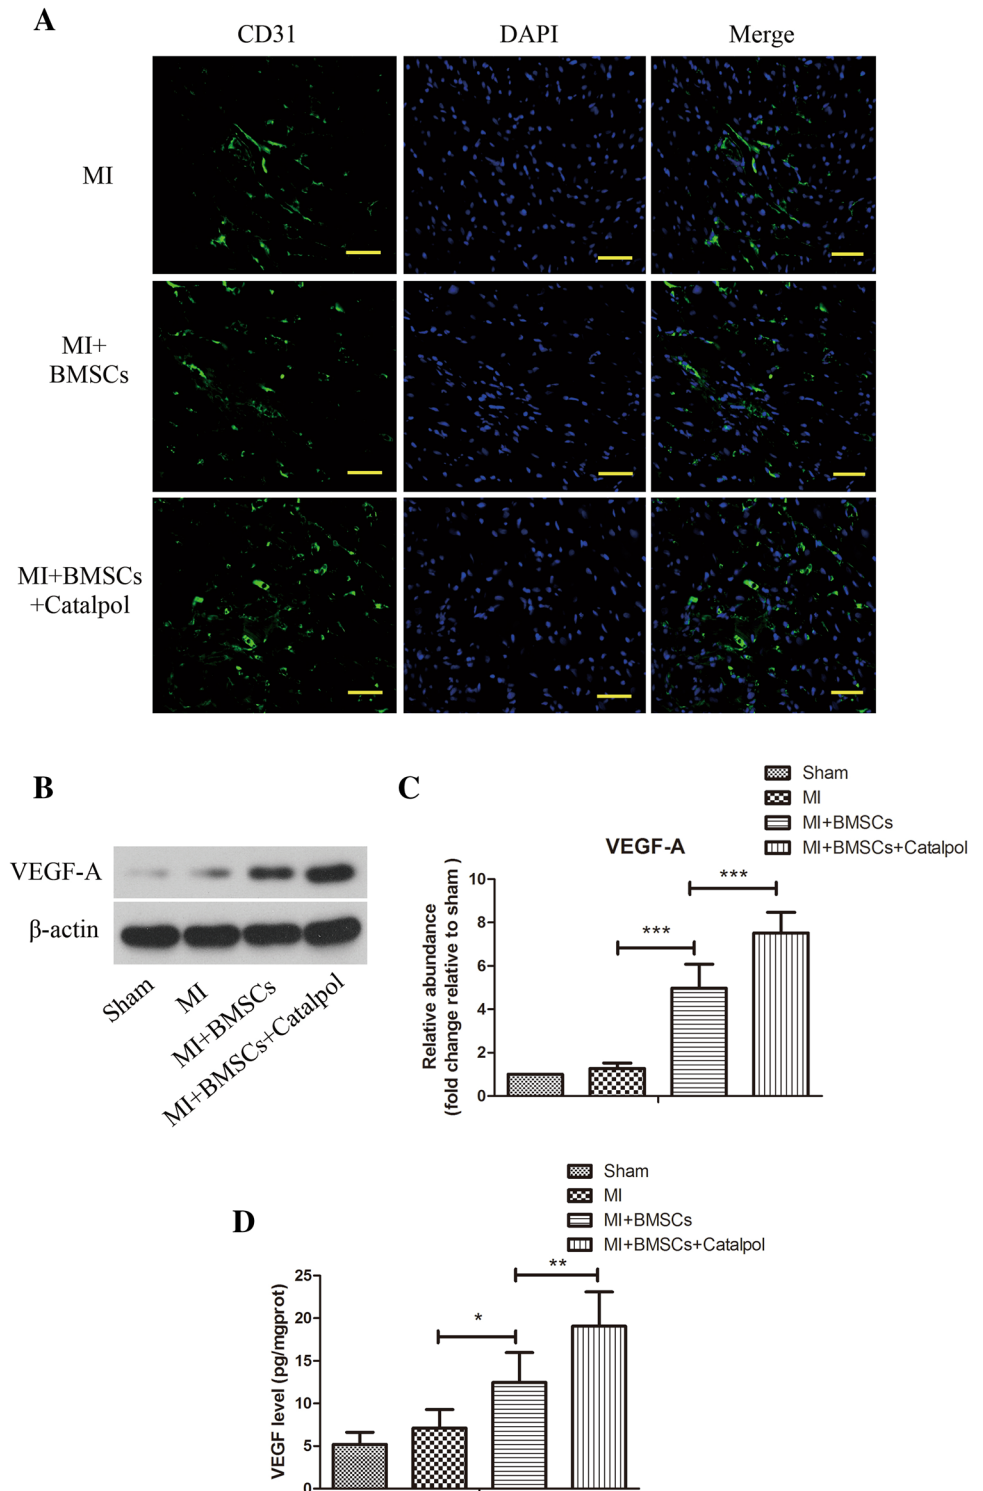 A
CD31 DAPI Merge
MI
MI+
BMSCs
MI+BMSCs
+Catalpol
B
VEGF-A
β-actin
Sham
MI
MI+BMSCs
MI+BMSCs+Catalpol
C
Sham
MI
MI+BMSCs
MI+BMSCs+Catalpol
VEGF-A
Relative abundance
(fold change relative to sham )
10
8
6
4
2
0
***
***
D
Sham
MI
MI+BMSCs
MI+BMSCs+Catalpol
VEGF level (pg/mgprot)
25
20
15
10
5
0
*
**